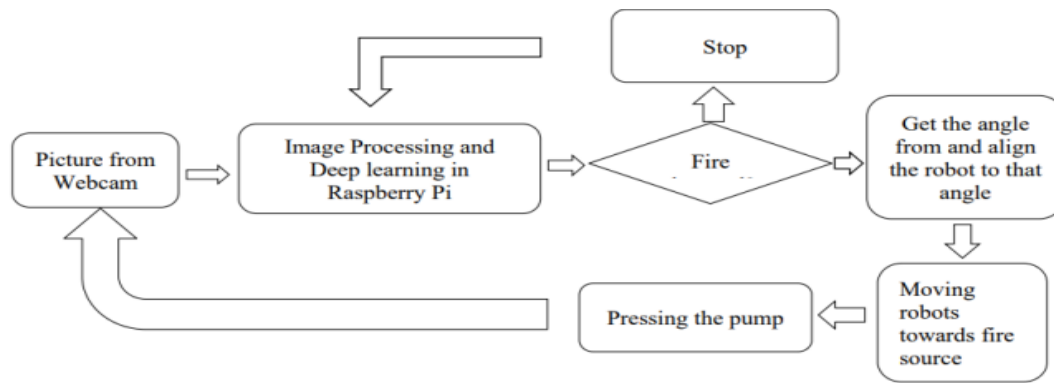 Stop
Picture from
Webcam
Image Processing and
Deep learning in
Raspberry Pi
Fire
Get the angle
from and align
the robot to that
angle
Moving
robots
towards fire
source
Pressing the pump